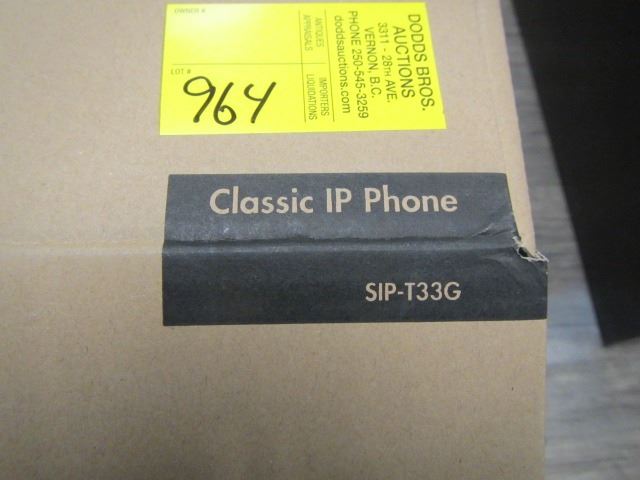 OWNER #
LOT #
964
ANTIQUES
APPRAISALS
IMPORTERS
LIQUIDATIONS
DODDS BROS.
AUCTIONS
3311 - 28TH AVE.
VERNON, B.C.
PHONE 250-545-3259
doddsauctions.com
Classic IP Phone
SIP-T33G